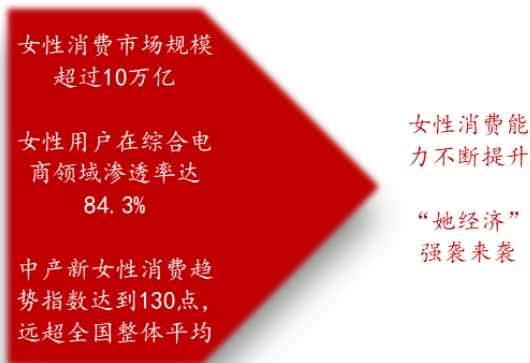 女性消费市场规模
超过10万亿
女性用户在综合电
商领域渗透率达
84.3%
中产新女性消费趋
势指数达到130点，
远超全国整体平均
女性消费能
力不断提升
“她经济”
强袭来袭